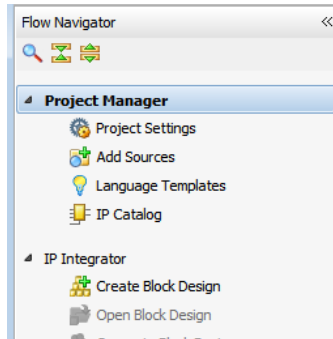 Flow Navigator
Project Manager
Project Settings
Add Sources
Language Templates
IP Catalog
IP Integrator
Create Block Design
Open Block Design